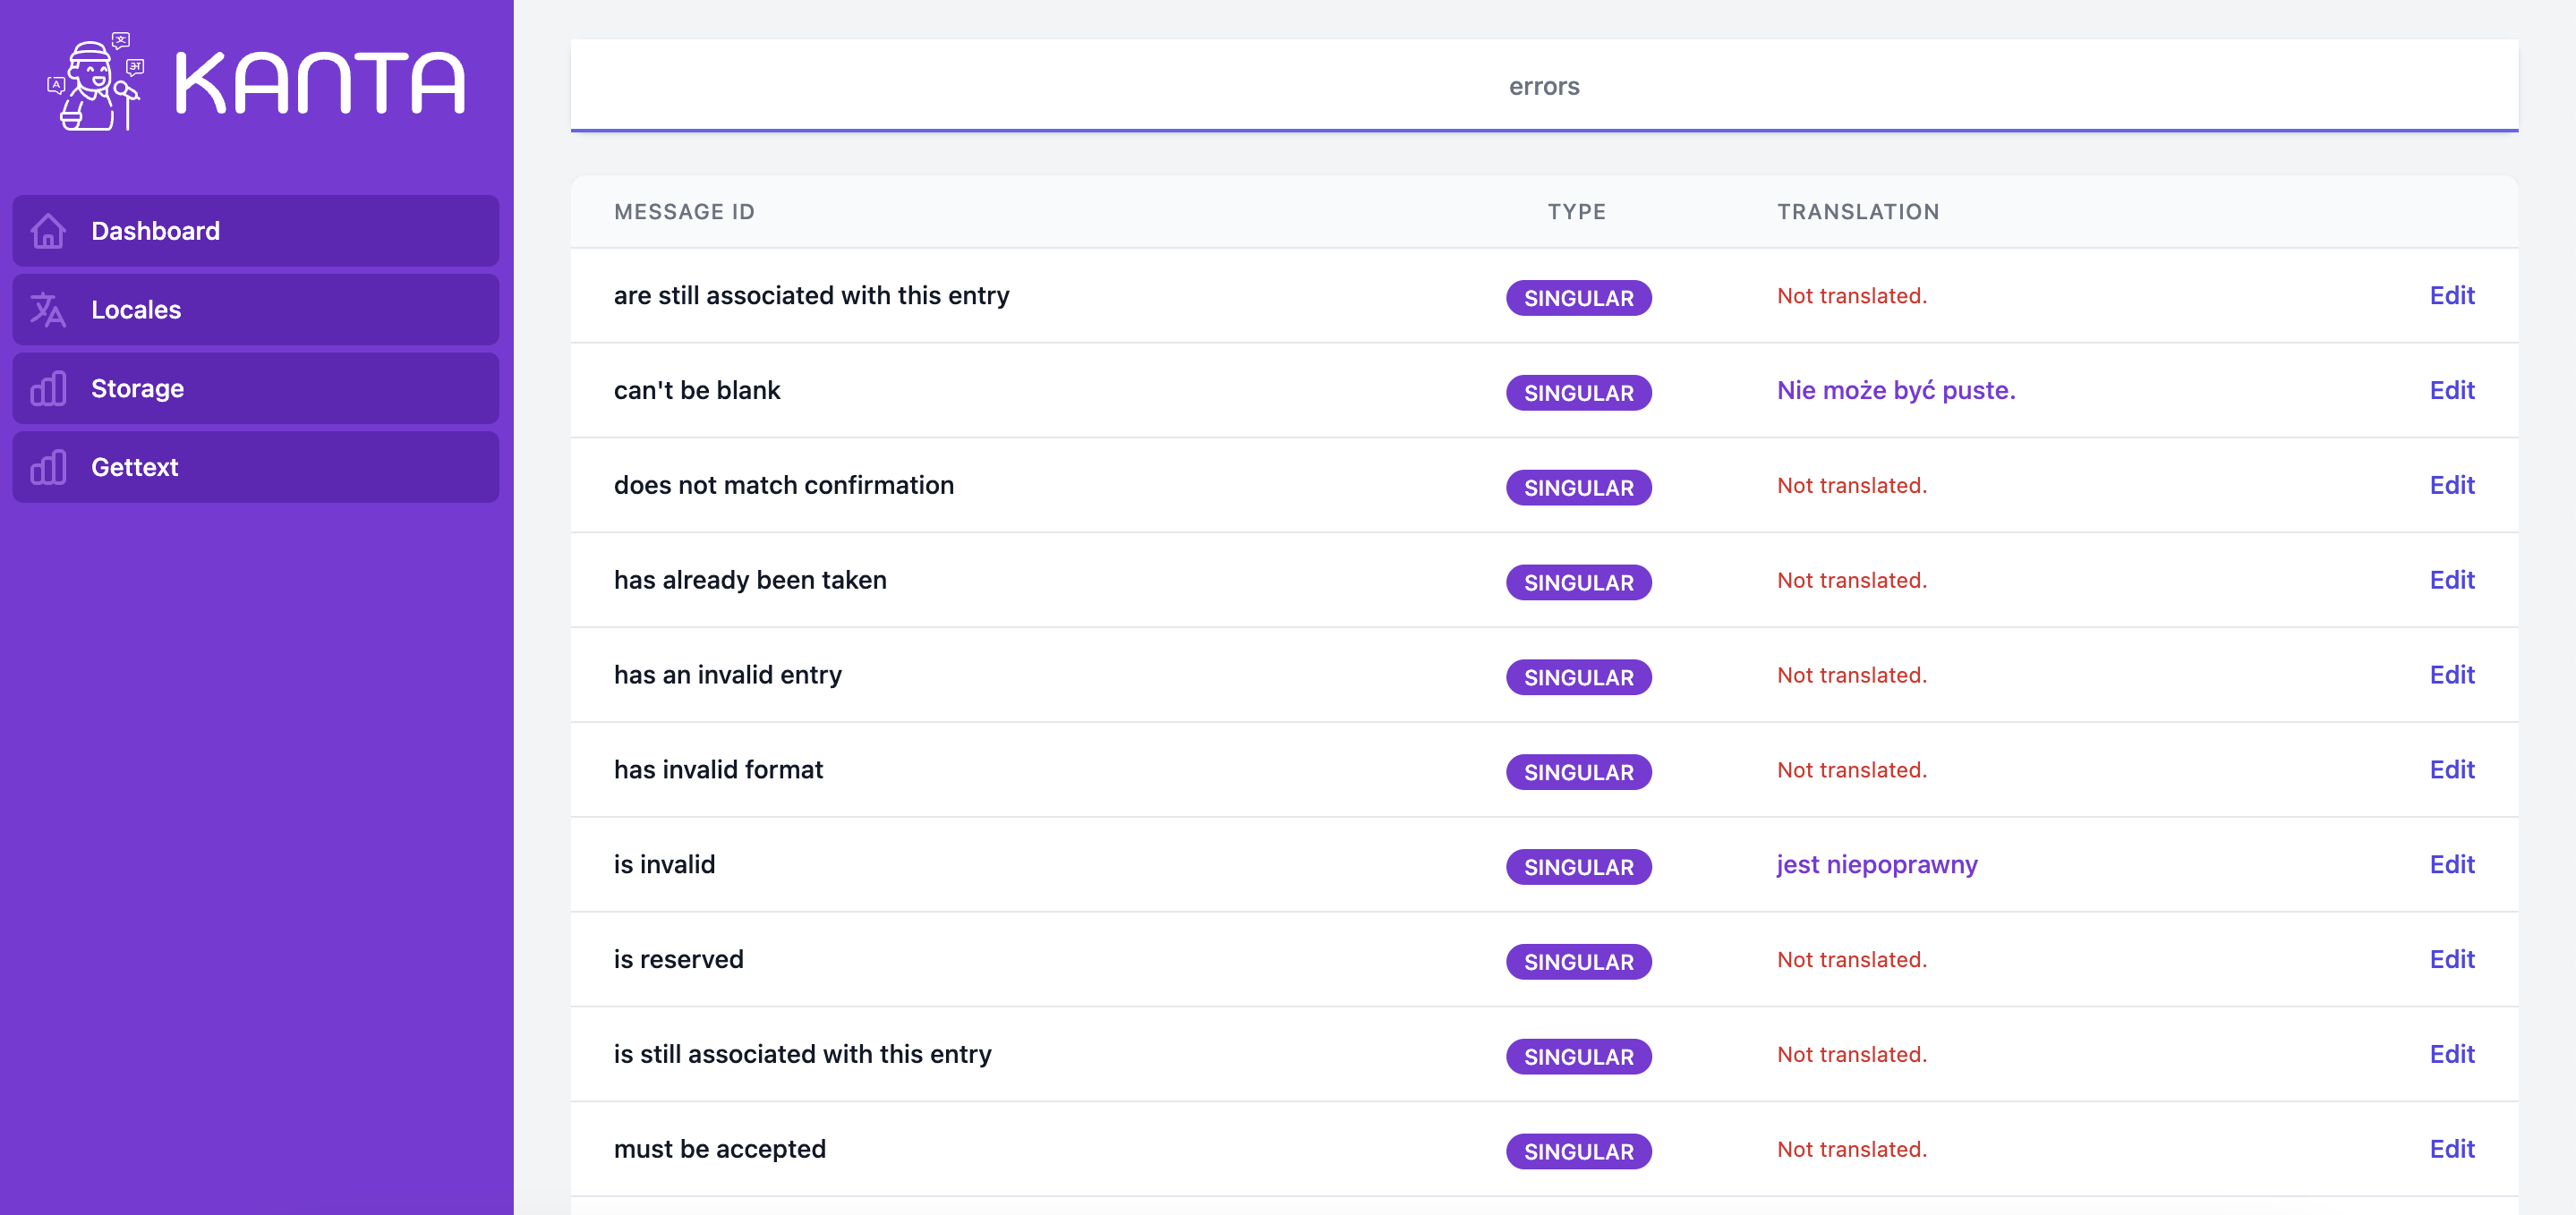 KANTA
Dashboard
Locales
Storage
Gettext
errors
MESSAGE ID TYPE TRANSLATION
are still associated with this entry SINGULAR Not translated. Edit
can't be blank SINGULAR Nie może być puste. Edit
does not match confirmation SINGULAR Not translated. Edit
has already been taken SINGULAR Not translated. Edit
has an invalid entry SINGULAR Not translated. Edit
has invalid format SINGULAR Not translated. Edit
is invalid SINGULAR jest niepoprawny Edit
is reserved SINGULAR Not translated. Edit
is still associated with this entry SINGULAR Not translated. Edit
must be accepted SINGULAR Not translated. Edit